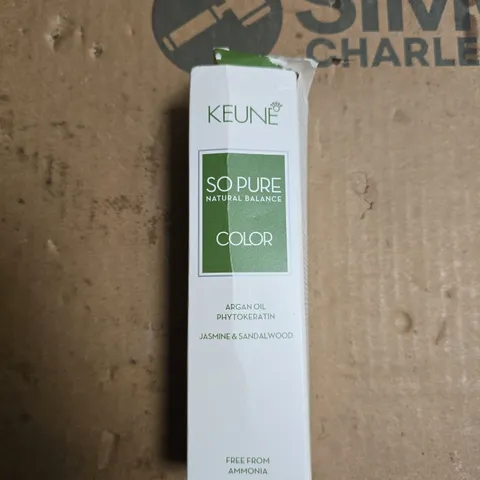 CHARLE
KEUNE
SO PURE
NATURAL BALANCE
COLOR
ARGAN OIL
PHYTOKERATIN
JASMINE & SANDALWOOD
FREE FROM
AMMONIA